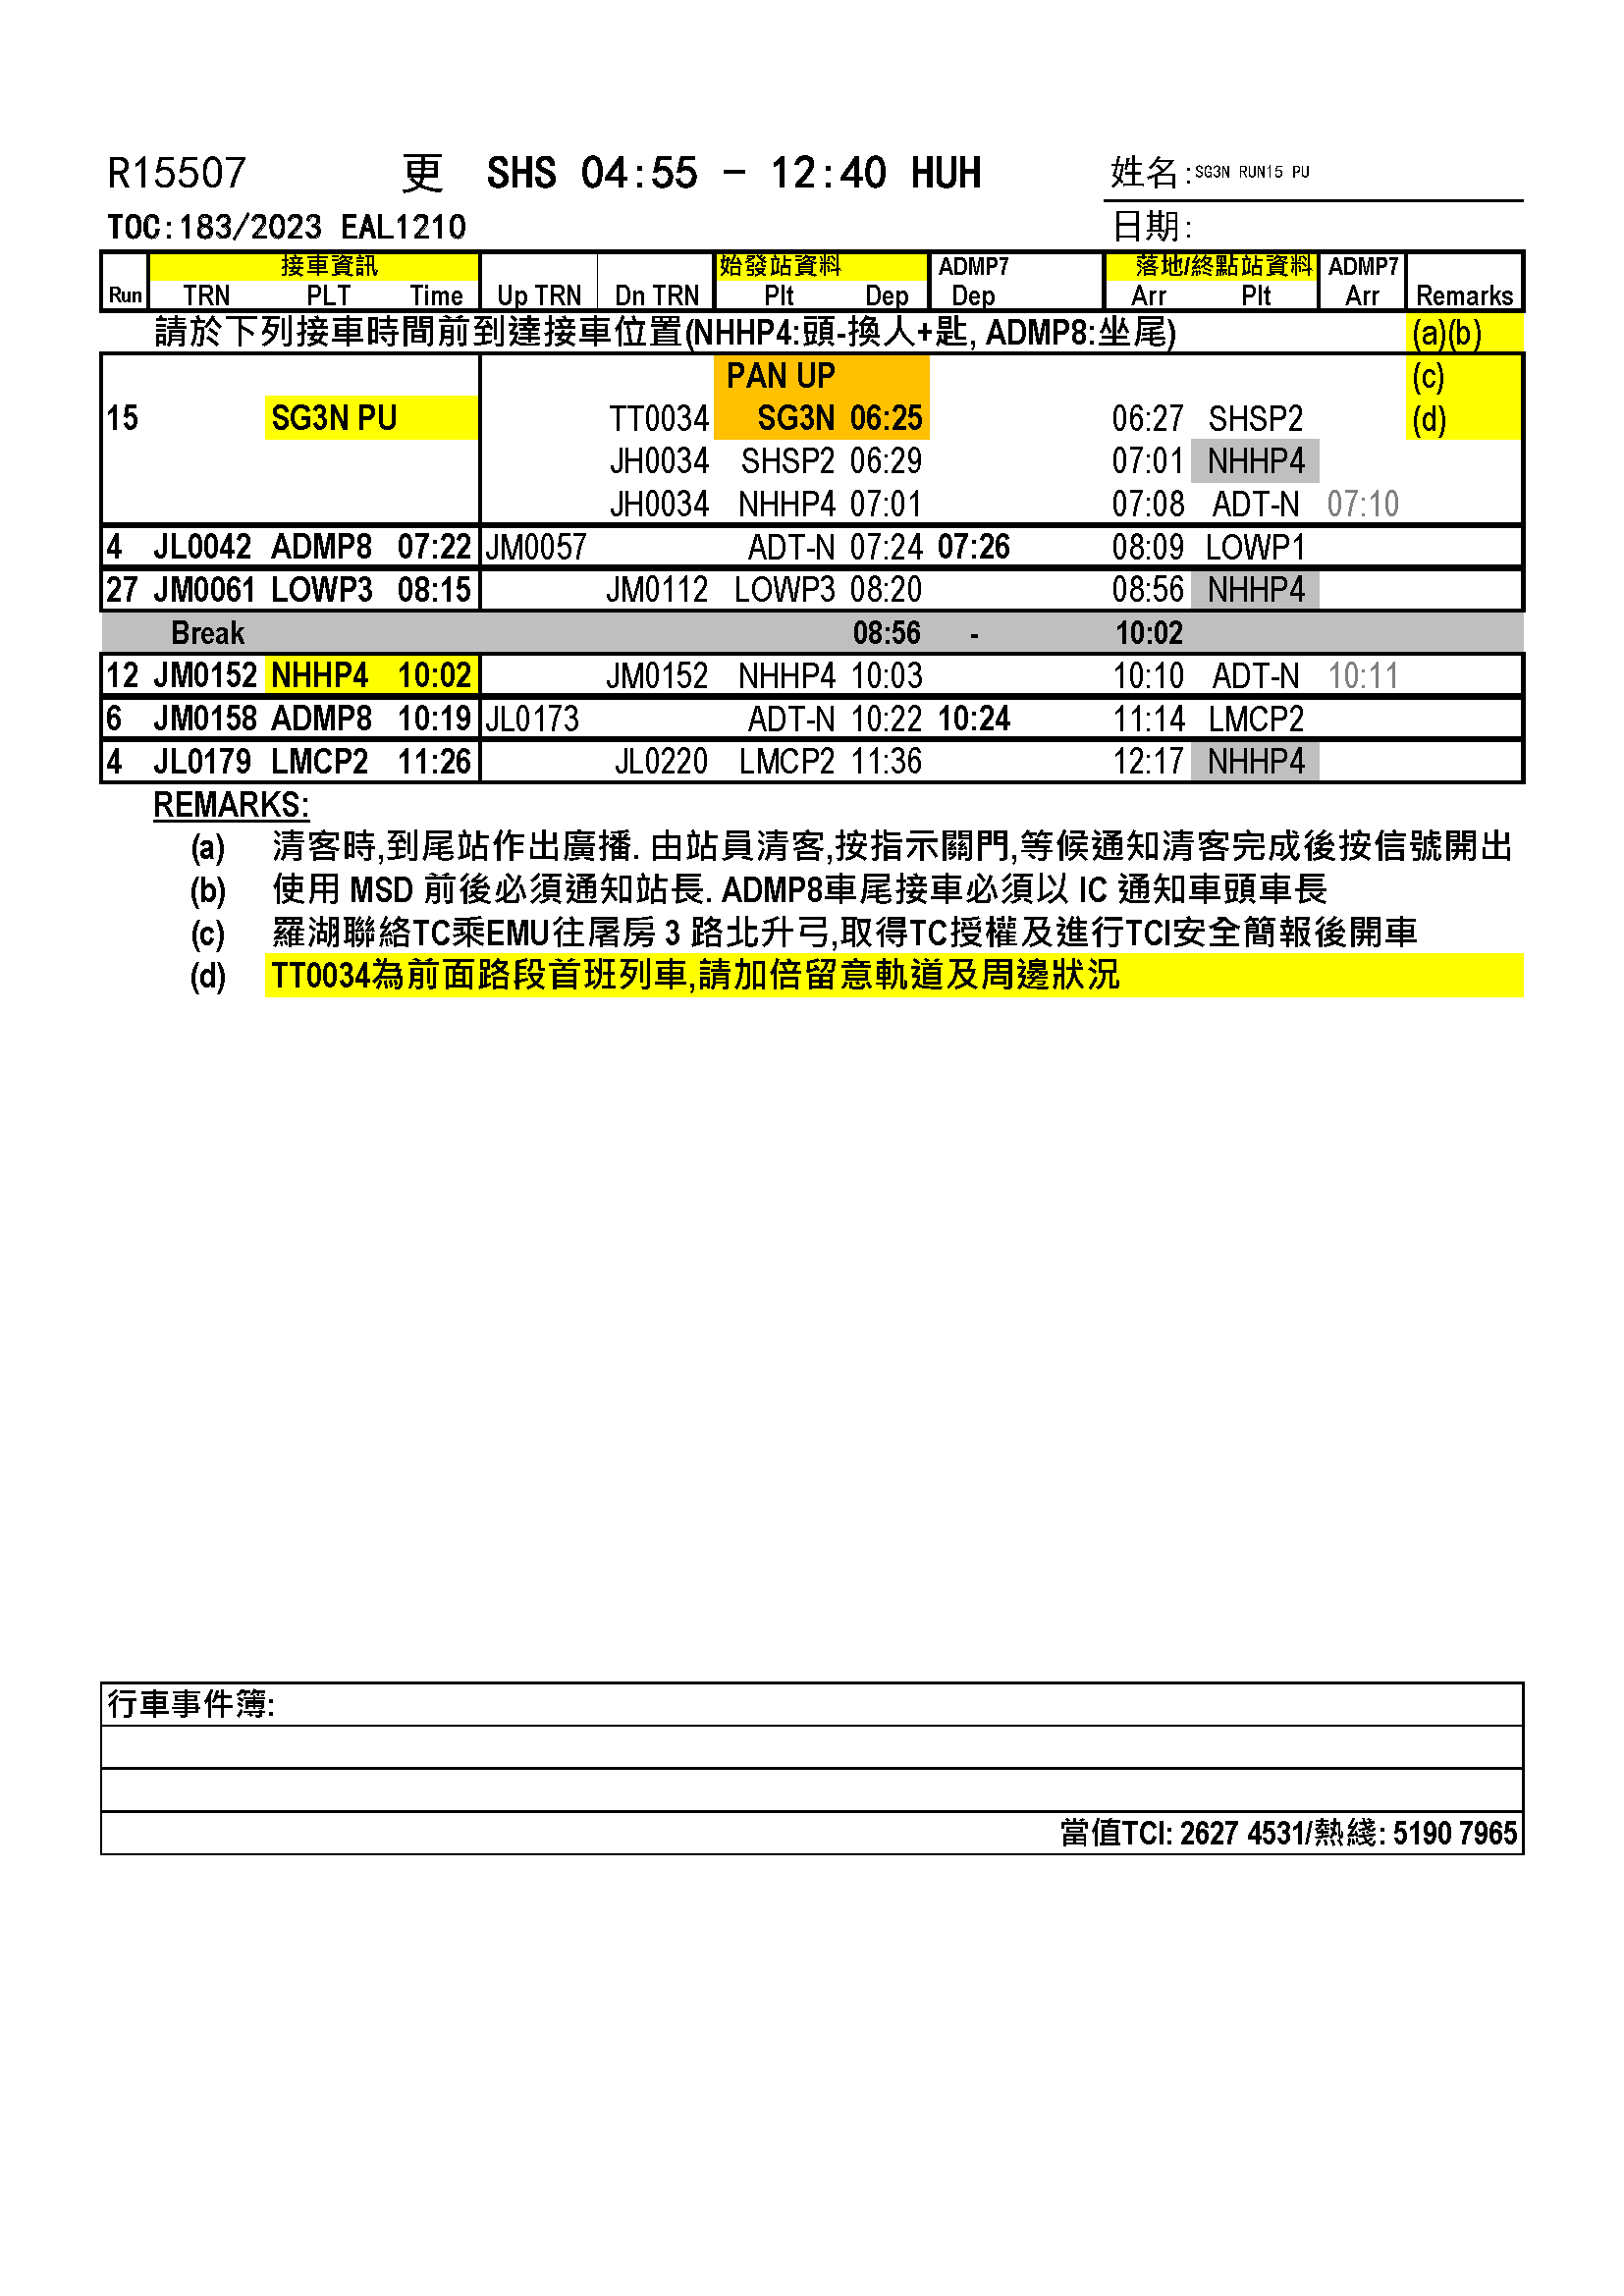 R15507 更 SHS 04:55 - 12:40 HUH 姓名:SG3N RUN15 PU
TOC:183/2023 EAL1210 日期:
接車資訊 始發站資料 ADMP7 落地/終點站資料 ADMP7
Run TRN PLT Time Up TRN Dn TRN Plt Dep Dep Arr Plt Arr Remarks
請於下列接車時間前到達接車位置(NHHP4:頭-換人+匙, ADMP8:坐尾) (a)(b)
PAN UP (c)
15 SG3N PU TT0034 SG3N 06:25 06:27 SHSP2 (d)
JH0034 SHSP2 06:29 07:01 NHHP4
JH0034 NHHP4 07:01 07:08 ADT-N 07:10
4 JL0042 ADMP8 07:22 JM0057 ADT-N 07:24 07:26 08:09 LOWP1
27 JM0061 LOWP3 08:15 JM0112 LOWP3 08:20 08:56 NHHP4
Break 08:56 - 10:02
12 JM0152 NHHP4 10:02 JM0152 NHHP4 10:03 10:10 ADT-N 10:11
6 JM0158 ADMP8 10:19 JL0173 ADT-N 10:22 10:24 11:14 LMCP2
4 JL0179 LMCP2 11:26 JL0220 LMCP2 11:36 12:17 NHHP4
REMARKS:
(a) 清客時,到尾站作出廣播. 由站員清客,按指示關門,等候通知清客完成後按信號開出
(b) 使用 MSD 前後必須通知站長. ADMP8車尾接車必須以 IC 通知車頭車長
(c) 羅湖聯絡TC乘EMU往屠房 3 路北升弓,取得TC授權及進行TCI安全簡報後開車
(d) TT0034為前面路段首班列車,請加倍留意軌道及周邊狀況
行車事件簿:
當值TCI: 2627 4531/熱綫: 5190 7965